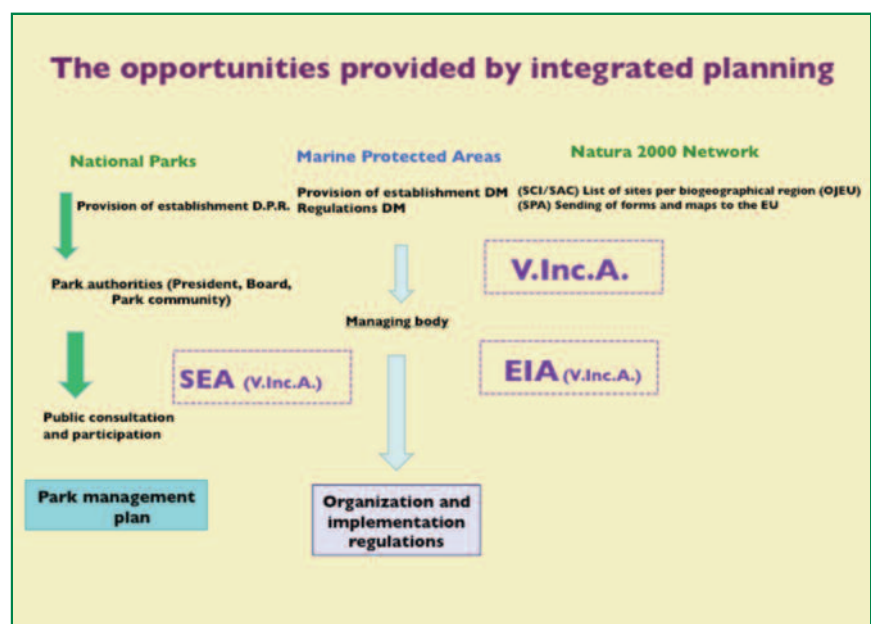 The opportunities provided by integrated planning
National Parks
Provision of establishment D.P.R.
Park authorities (President, Board,
Park community)
Public consultation
and participation
Park management
plan
Marine Protected Areas
Provision of establishment DM
Regulations DM
Managing body
Organization and
implementation
regulations
SEA (V.Inc.A.)
Natura 2000 Network
(SCI/SAC) List of sites per biogeographical region (OJEU)
(SPA) Sending of forms and maps to the EU
V.Inc.A.
EIA (V.Inc.A.)